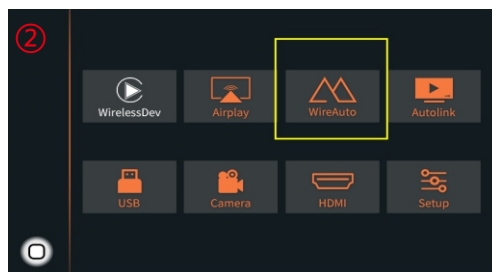 ②
WirelessDev
Airplay
WireAuto
Autolink
USB
Camera
HDMI
Setup